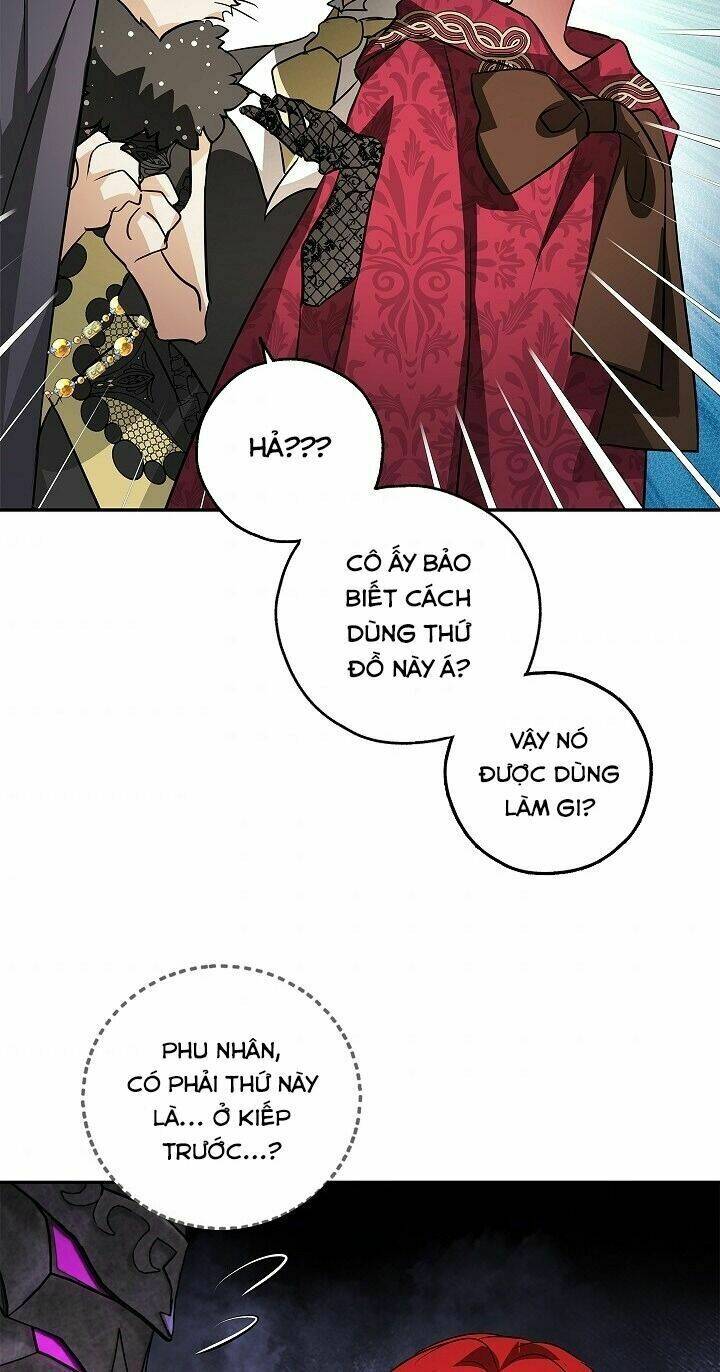 HẢ???
CÔ ẤY BẢO
BIẾT CÁCH
DÙNG THỨ
ĐỒ NÀY Á?
VẬY NÓ
ĐƯỢC DÙNG
LÀM GI?
PHU NHÂN,
CÓ PHẢI THỨ NÀY
LÀ... Ở KIẾP
TRƯỚC...?